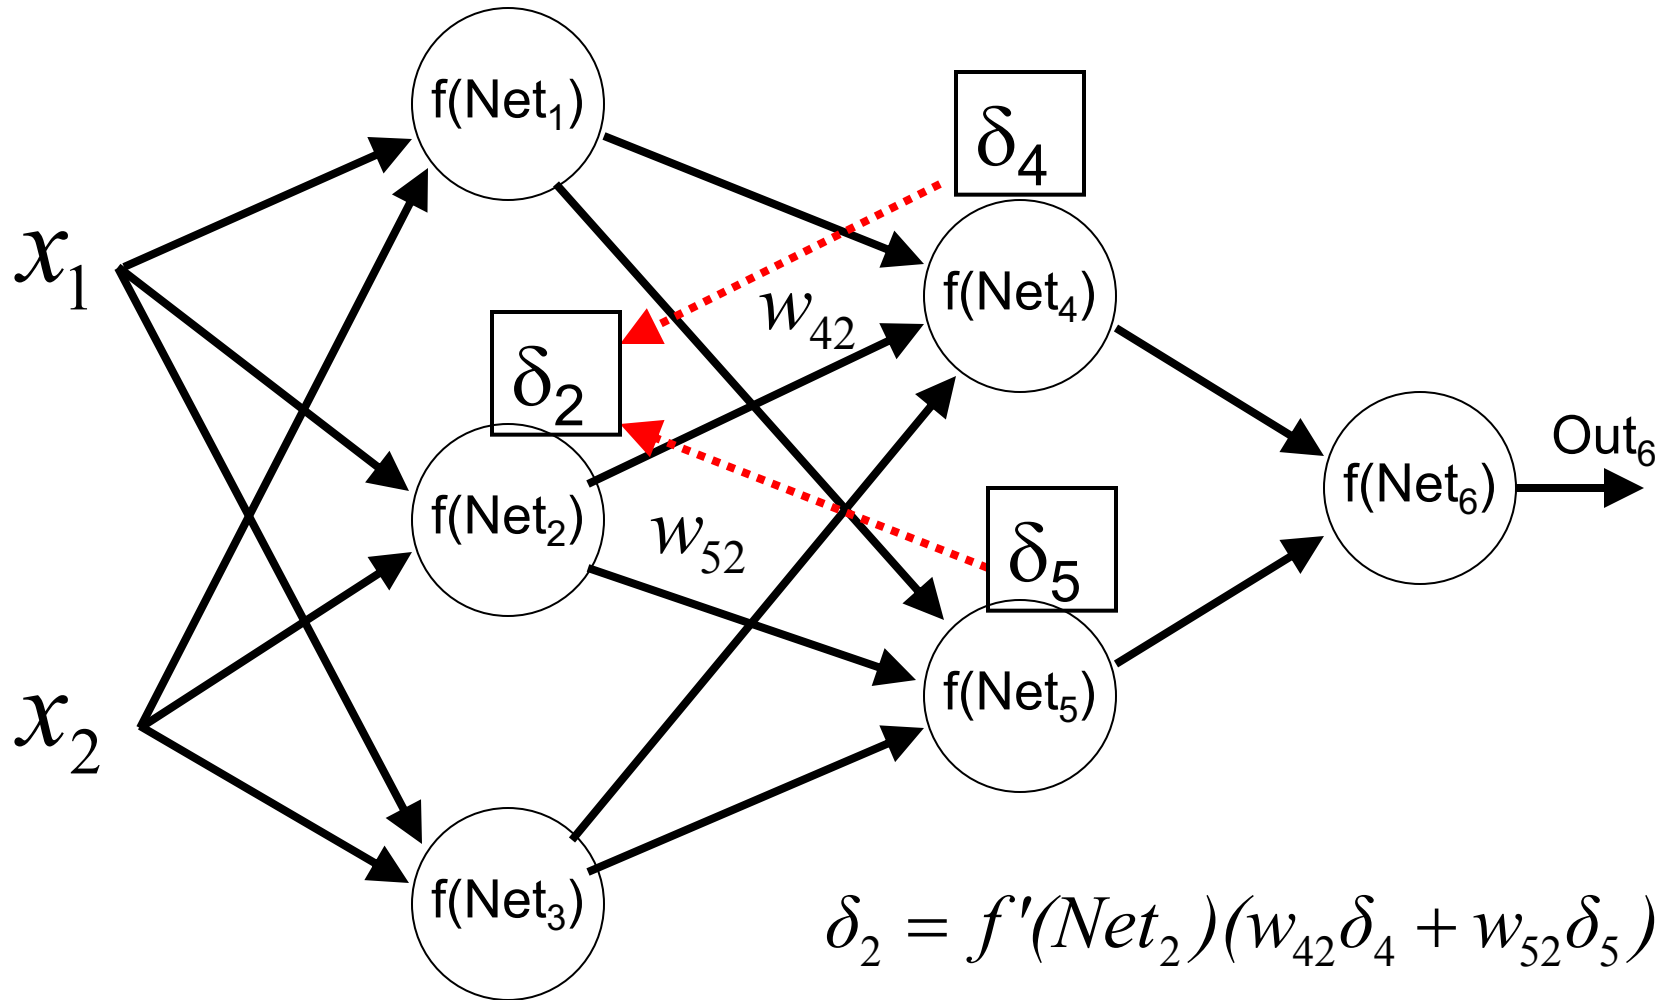 f(Net₁)
δ₄
x₁
f(Net₄)
w₄₂
δ₂
Out₆
f(Net₆)
f(Net₂)
w₅₂
δ₅
f(Net₅)
x₂
f(Net₃)
δ₂ = f'(Net₂)(w₄₂δ₄ + w₅₂δ₅)